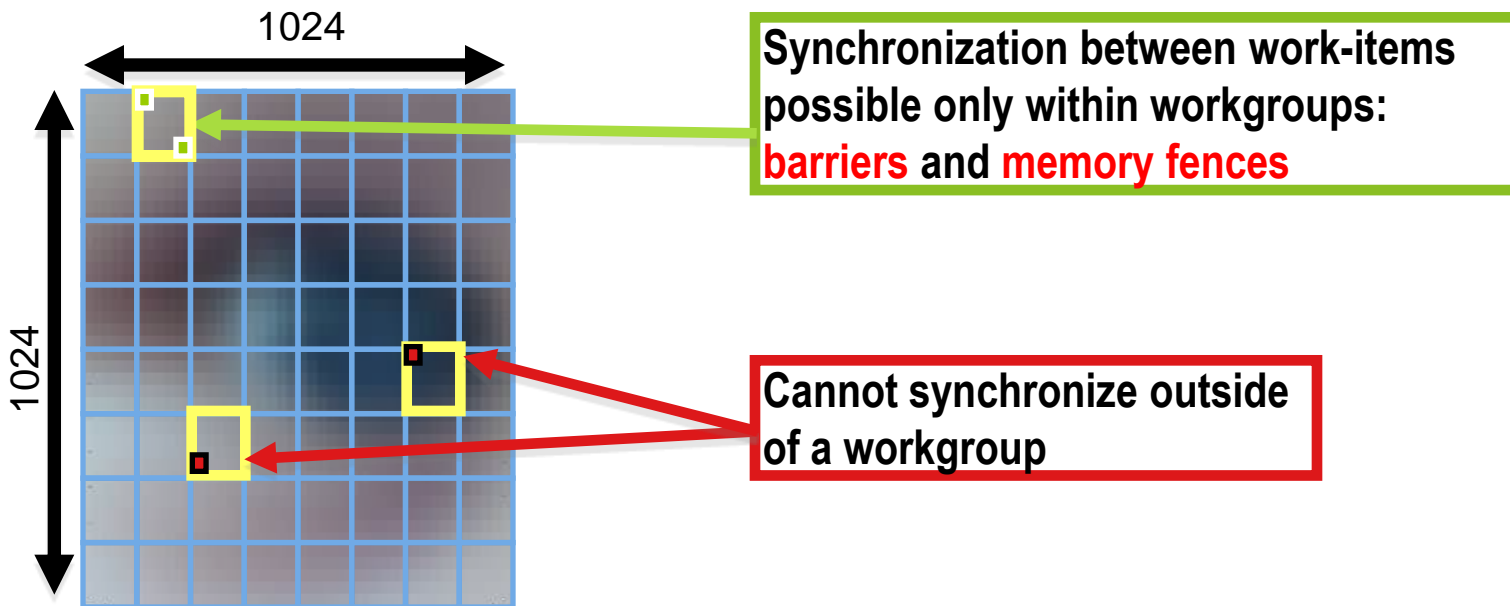 1024
Synchronization between work-items
possible only within workgroups:
barriers and memory fences
1024
Cannot synchronize outside
of a workgroup